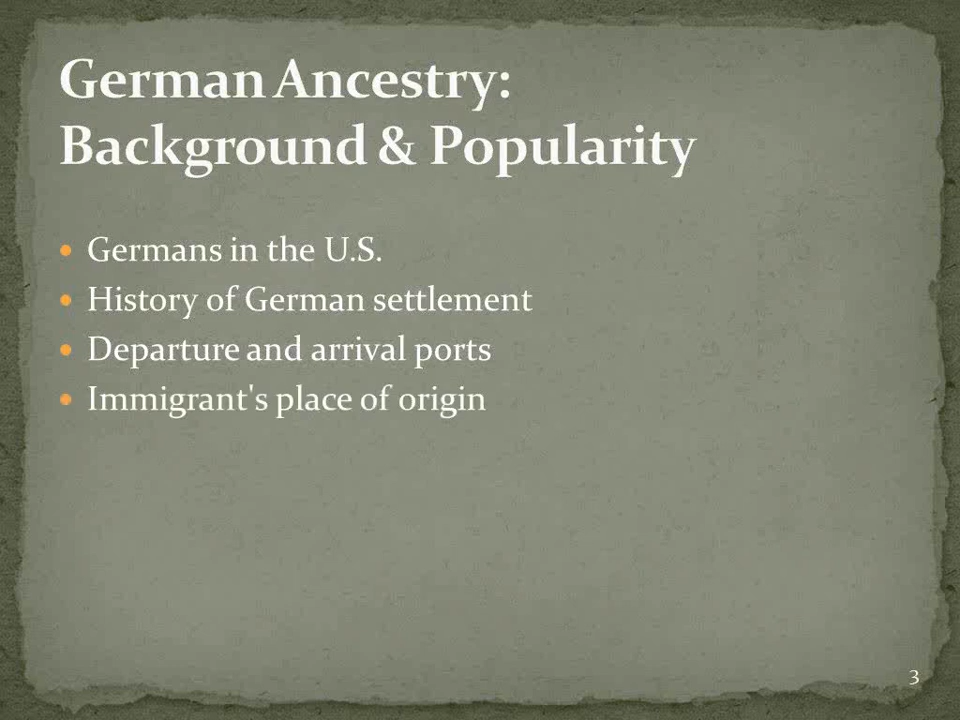 German Ancestry:
Background & Popularity
• Germans in the U.S.
• History of German settlement
• Departure and arrival ports
• Immigrant's place of origin
3